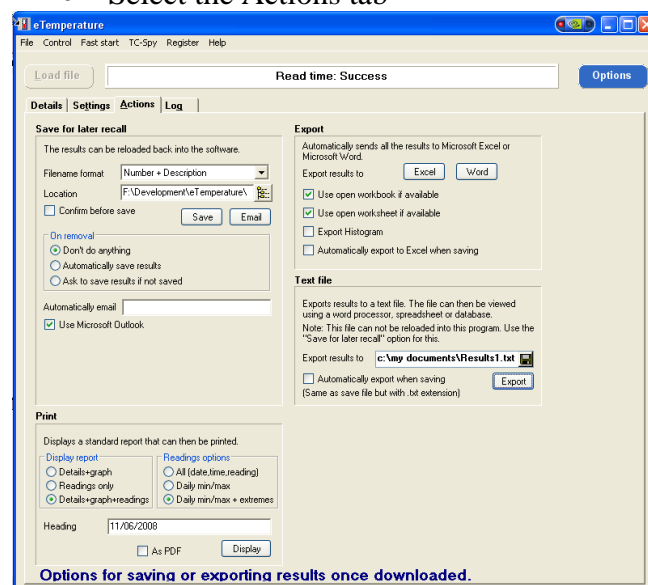 • Select the Actions tab
eTemperature
File Control Fast start TC-Spy Register Help
Load file
Read time: Success
Options
Details Settings Actions Log
Save for later recall
The results can be reloaded back into the software.
Filename format Number + Description
Location F:\Development\eTemperature\
Confirm before save
Save Email
On removal
Don't do anything
Automatically save results
Ask to save results if not saved
Automatically email
Use Microsoft Outlook
Export
Automatically sends all the results to Microsoft Excel or
Microsoft Word.
Export results to Excel Word
Use open workbook if available
Use open worksheet if available
Export Histogram
Automatically export to Excel when saving
Text file
Exports results to a text file. The file can then be viewed
using a word processor, spreadsheet or database.
Note: This file can not be reloaded into this program. Use the
"Save for later recall" option for this.
Export results to c:\my documents\Results1.txt
Automatically export when saving
Export
(Same as save file but with .txt extension)
Print
Displays a standard report that can then be printed.
Display report
Details+graph
Readings only
Details+graph+readings
Readings options
All (date,time,reading)
Daily min/max
Daily min/max + extremes
Heading 11/06/2008
As PDF Display
Options for saving or exporting results once downloaded.